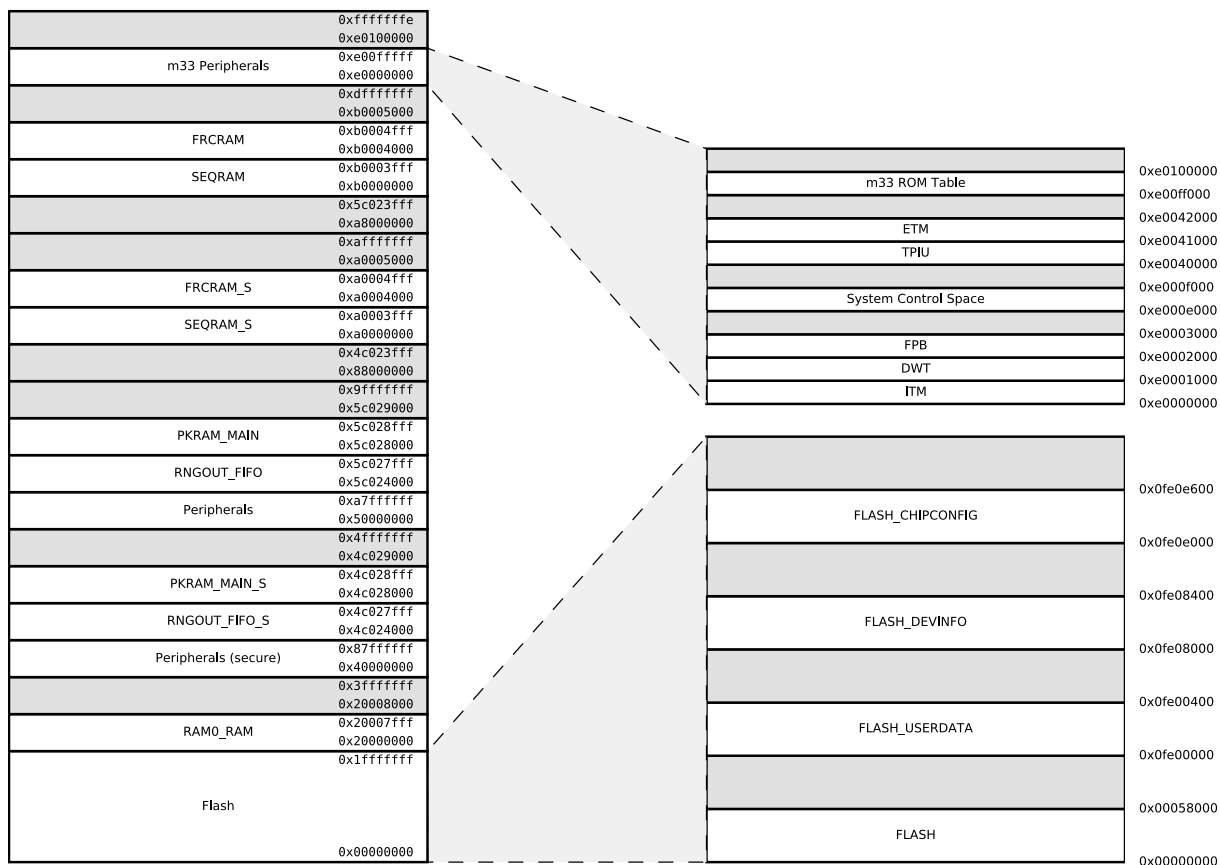 0xfffffffe
0xe0100000
m33 Peripherals
0xe00fffff
0xe0000000
0xdfffffff
0xb0005000
FRCRAM
0xb0004fff
0xb0004000
SEQRAM
0xb0003fff
0xb0000000
0x5c023fff
0xa8000000
0xafffffff
0xa0005000
FRCRAM_S
0xa0004fff
0xa0004000
SEQRAM_S
0xa0003fff
0xa0000000
0x4c023fff
0x88000000
0x9fffffff
0x5c029000
PKRAM_MAIN
0x5c028fff
0x5c028000
RNGOUT_FIFO
0x5c027fff
0x5c024000
Peripherals
0xa7ffffff
0x50000000
0x4fffffff
0x4c029000
PKRAM_MAIN_S
0x4c028fff
0x4c028000
RNGOUT_FIFO_S
0x4c027fff
0x4c024000
Peripherals (secure)
0x87ffffff
0x40000000
0x3fffffff
0x20008000
RAM0_RAM
0x20007fff
0x20000000
0x1fffffff
Flash
0x00000000
0xe0100000
m33 ROM Table
0xe00ff000
0xe0042000
ETM
0xe0041000
TPIU
0xe0040000
0xe000f000
System Control Space
0xe000e000
0xe0003000
FPB
0xe0002000
DWT
0xe0001000
ITM
0xe0000000
0x0fe0e600
FLASH_CHIPCONFIG
0x0fe0e000
0x0fe08400
FLASH_DEVINFO
0x0fe08000
0x0fe00400
FLASH_USERDATA
0x0fe00000
0x00058000
FLASH
0x00000000